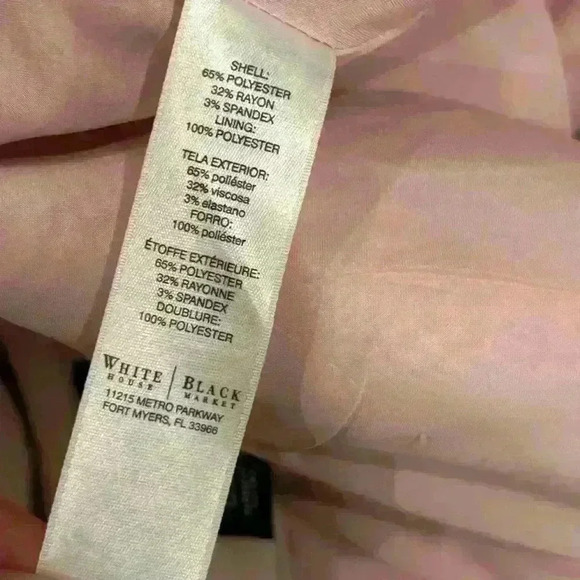 SHELL:
65% POLYESTER
32% RAYON
3% SPANDEX
LINING:
100% POLYESTER
TELA EXTERIOR:
65% poliéster
32% viscosa
3% elastano
FORRO:
100% poliéster
ÉTOFFE EXTÉRIEURE:
65% POLYESTER
32% RAYONNE
3% SPANDEX
DOUBLURE:
100% POLYESTER
WHITE | BLACK
HOUSE | MARKET
11215 METRO PARKWAY
FORT MYERS, FL 33966